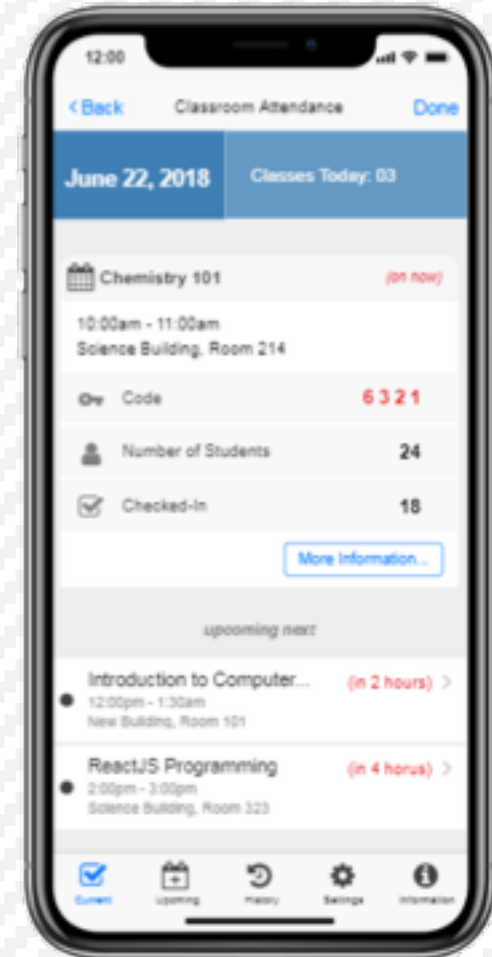 12:00
< Back Classroom Attendance Done
June 22, 2018 Classes Today: 03
Chemistry 101 (on now)
10:00am - 11:00am
Science Building, Room 214
Code 6 3 2 1
Number of Students 24
Checked-In 18
More Information...
upcoming next
Introduction to Computer... (in 2 hours) >
12:00pm - 1:30am
New Building, Room 101
ReactJS Programming (in 4 horus) >
2:00pm - 3:00pm
Science Building, Room 323
Current Upcoming History Settings Information